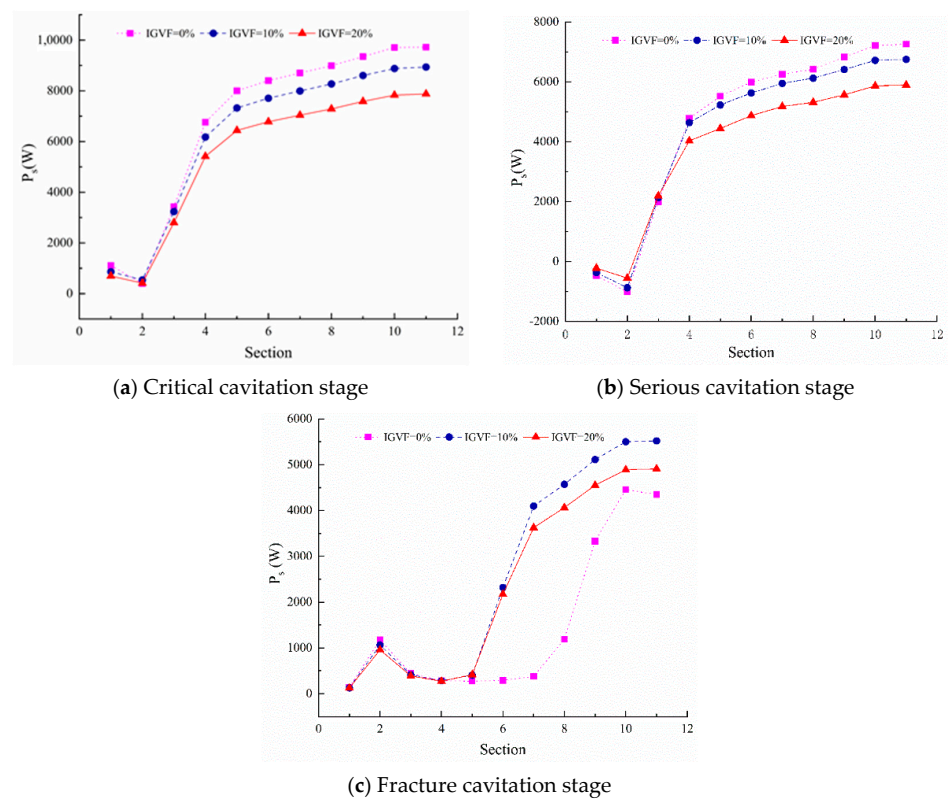 1,0000
8000
6000
4000
2000
0
P_s(W)
IGVF=0% IGVF=10% IGVF=20%
0 2 4 6 8 10 12
Section
(a) Critical cavitation stage
8000
6000
4000
2000
0
-2000
P_s(W)
IGVF=0% IGVF=10% IGVF=20%
0 2 4 6 8 10 12
Section
(b) Serious cavitation stage
6000
5000
4000
3000
2000
1000
0
P_s (W)
IGVF=0% IGVF=10% IGVF=20%
0 2 4 6 8 10 12
Section
(c) Fracture cavitation stage